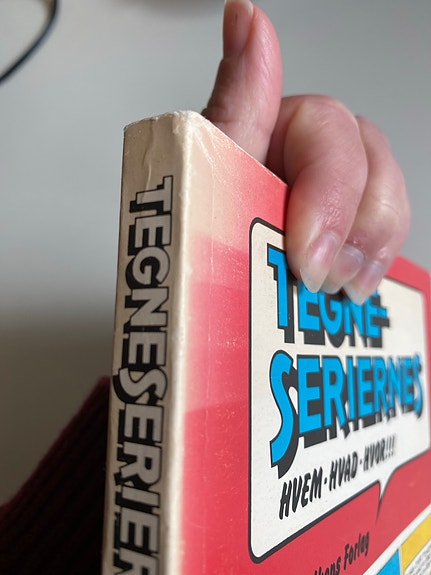 TEGNESERIER
TEGNE-
SERIERNES
HVEM·HVAD·HVOR!!!
Forlag